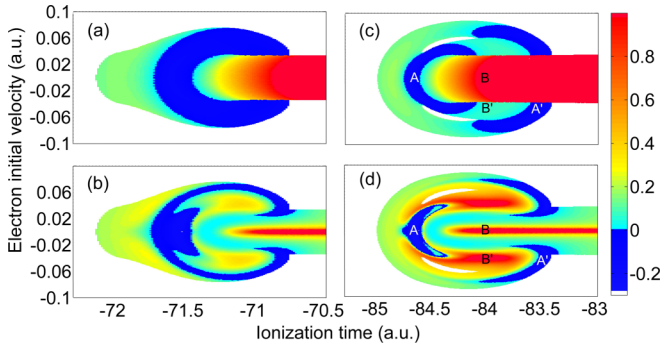 0.1
(a)
(c)
0.06
0.8
0.02
A
B
0.6
-0.02
B'
A'
-0.06
0.4
-0.1
(b)
(d)
0.2
0.06
0.02
A
B
0
-0.02
B'
A'
-0.06
-0.2
-0.1
-72
-71.5
-71
-70.5
-85
-84.5
-84
-83.5
-83
Ionization time (a.u.)
Ionization time (a.u.)
Electron initial velocity (a.u.)